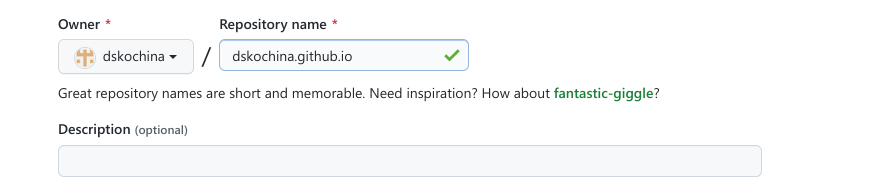 Owner * Repository name *
dskochina / dskochina.github.io
Great repository names are short and memorable. Need inspiration? How about fantastic-giggle?
Description (optional)